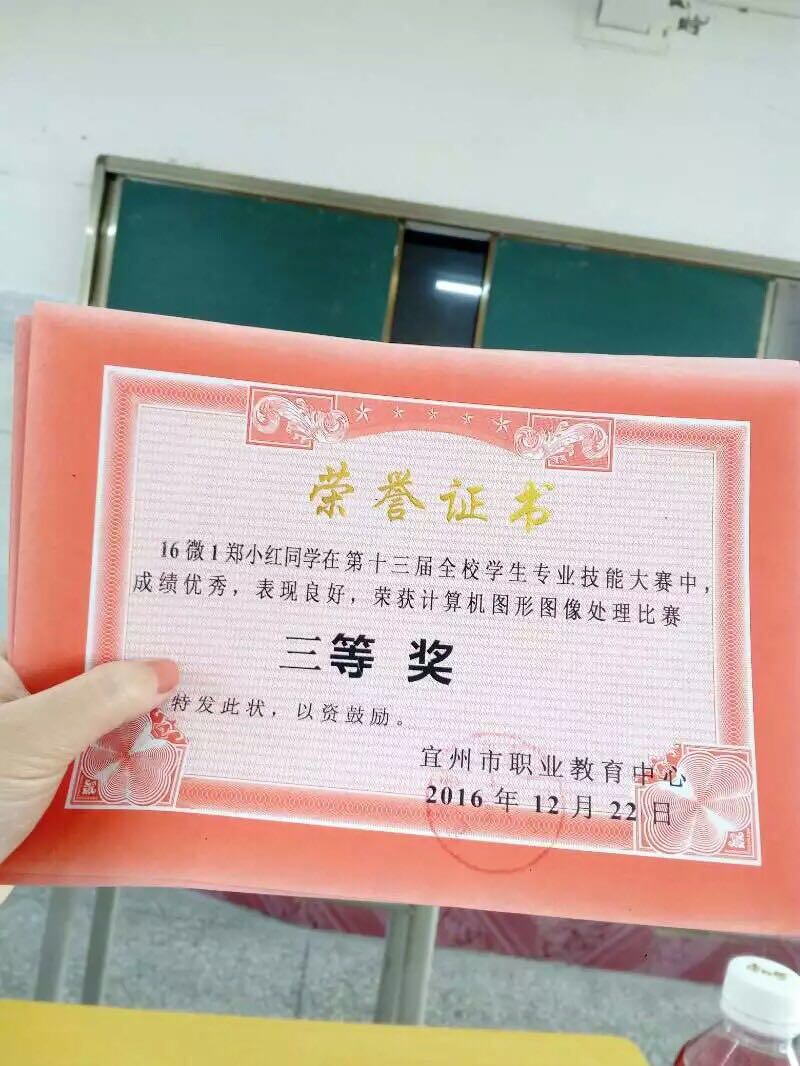 荣誉证书
16微1郑小红同学在第十三届全校学生专业技能大赛中，
成绩优秀，表现良好，荣获计算机图形图像处理比赛
三等奖
特发此状，以资鼓励。
宜州市职业教育中心
2016年12月22日